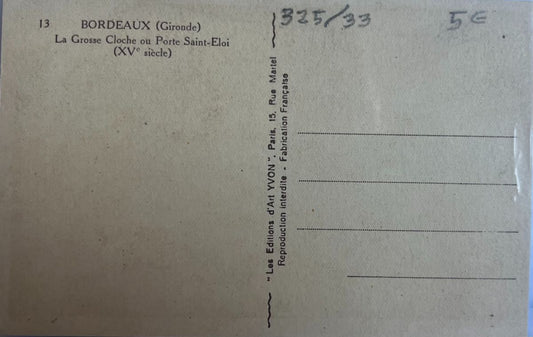 13 BORDEAUX (Gironde)
La Grosse Cloche ou Porte Saint-Eloi
(XVe siècle)
"Les Editions d'Art YVON", Paris, 15, Rue Martel
Reproduction interdite - Fabrication Française
325/33 5€